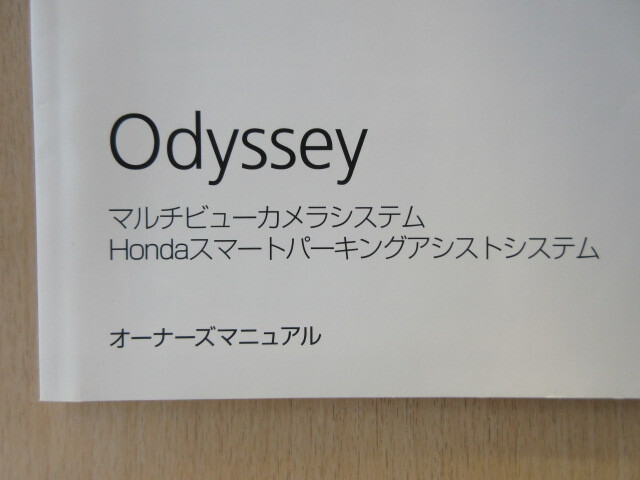 Odyssey
マルチビューカメラシステム
Hondaスマートパーキングアシストシステム
オーナーズマニュアル